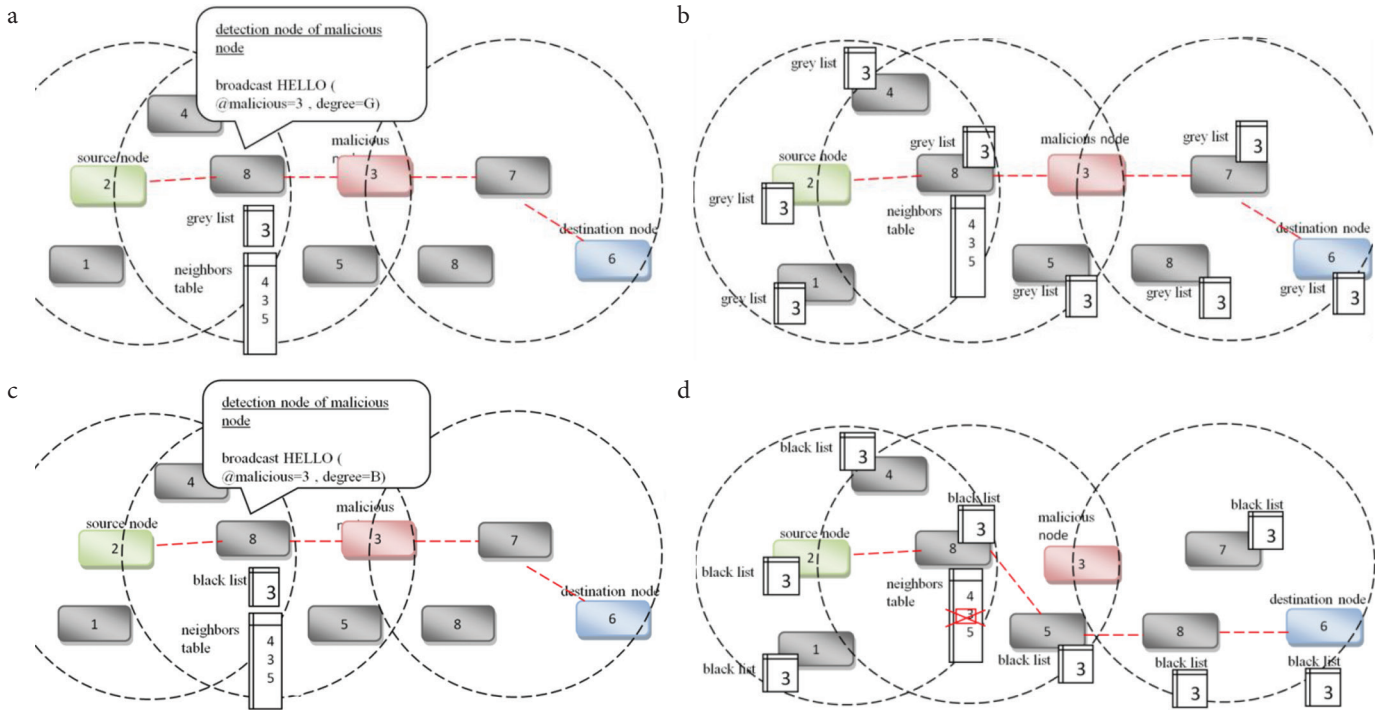 a
detection node of malicious
node
broadcast HELLO (
@malicious=3 , degree=G)
4
malicious
source node
2
8
3
7
grey list
3
destination node
1
neighbors
table
4
3
5
5
8
6
b
grey list
3
4
grey list
3
malicious node
grey list
3
source node
2
8
3
7
grey list
3
neighbors
table
4
3
5
destination node
6
1
grey list
3
5
grey list
3
8
grey list
3
grey list
3
c
detection node of malicious
node
broadcast HELLO (
@malicious=3 , degree=B)
4
malicious
source node
2
8
3
7
black list
3
destination node
1
neighbors
table
4
3
5
5
8
6
d
black list
3
4
black list
3
black list
3
malicious
node
source node
2
8
3
7
black list
3
neighbors
table
4
3
5
destination node
6
1
black list
3
5
black list
3
8
black list
3
black list
3